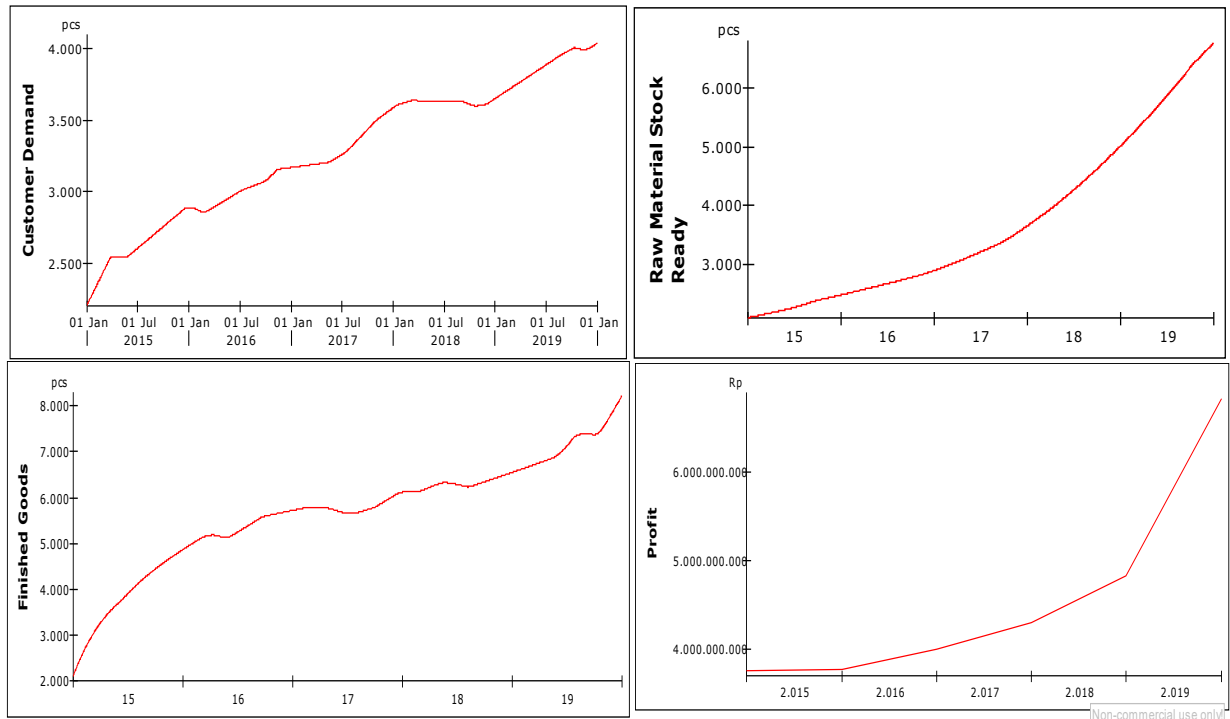 pcs
Customer Demand
4.000
3.500
3.000
2.500
01 Jan 01 Jul 01 Jan 01 Jul 01 Jan 01 Jul 01 Jan 01 Jul 01 Jan 01 Jul 01 Jan
2015 2016 2017 2018 2019
pcs
Raw Material Stock
Ready
6.000
5.000
4.000
3.000
15 16 17 18 19
pcs
Finished Goods
8.000
7.000
6.000
5.000
4.000
3.000
2.000
15 16 17 18 19
Rp
Profit
6.000.000.000
5.000.000.000
4.000.000.000
2.015 2.016 2.017 2.018 2.019
Non-commercial use only!